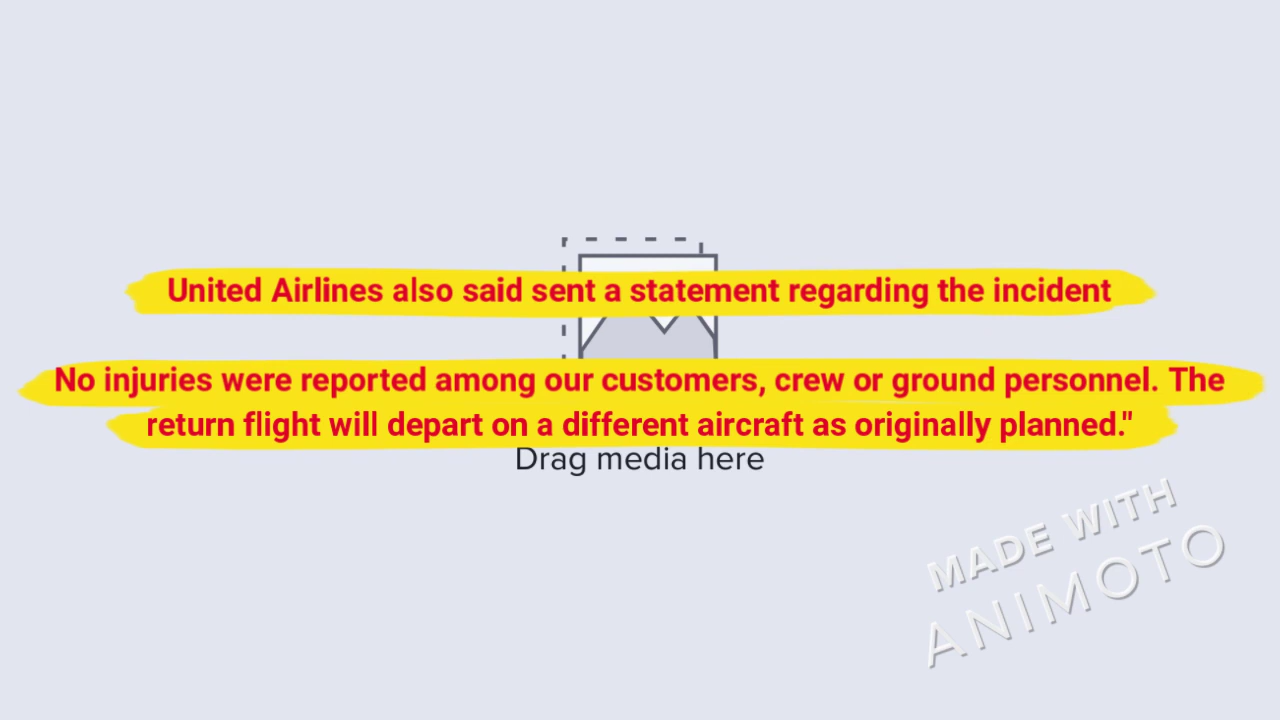 United Airlines also said sent a statement regarding the incident
No injuries were reported among our customers, crew or ground personnel. The
return flight will depart on a different aircraft as originally planned."
Drag media here
MADE WITH
ANIMOTO